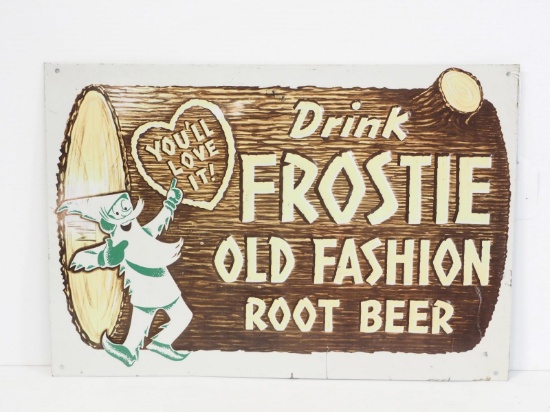 YOU'LL
LOVE
IT!
Drink
FROSTIE
OLD FASHION
ROOT BEER